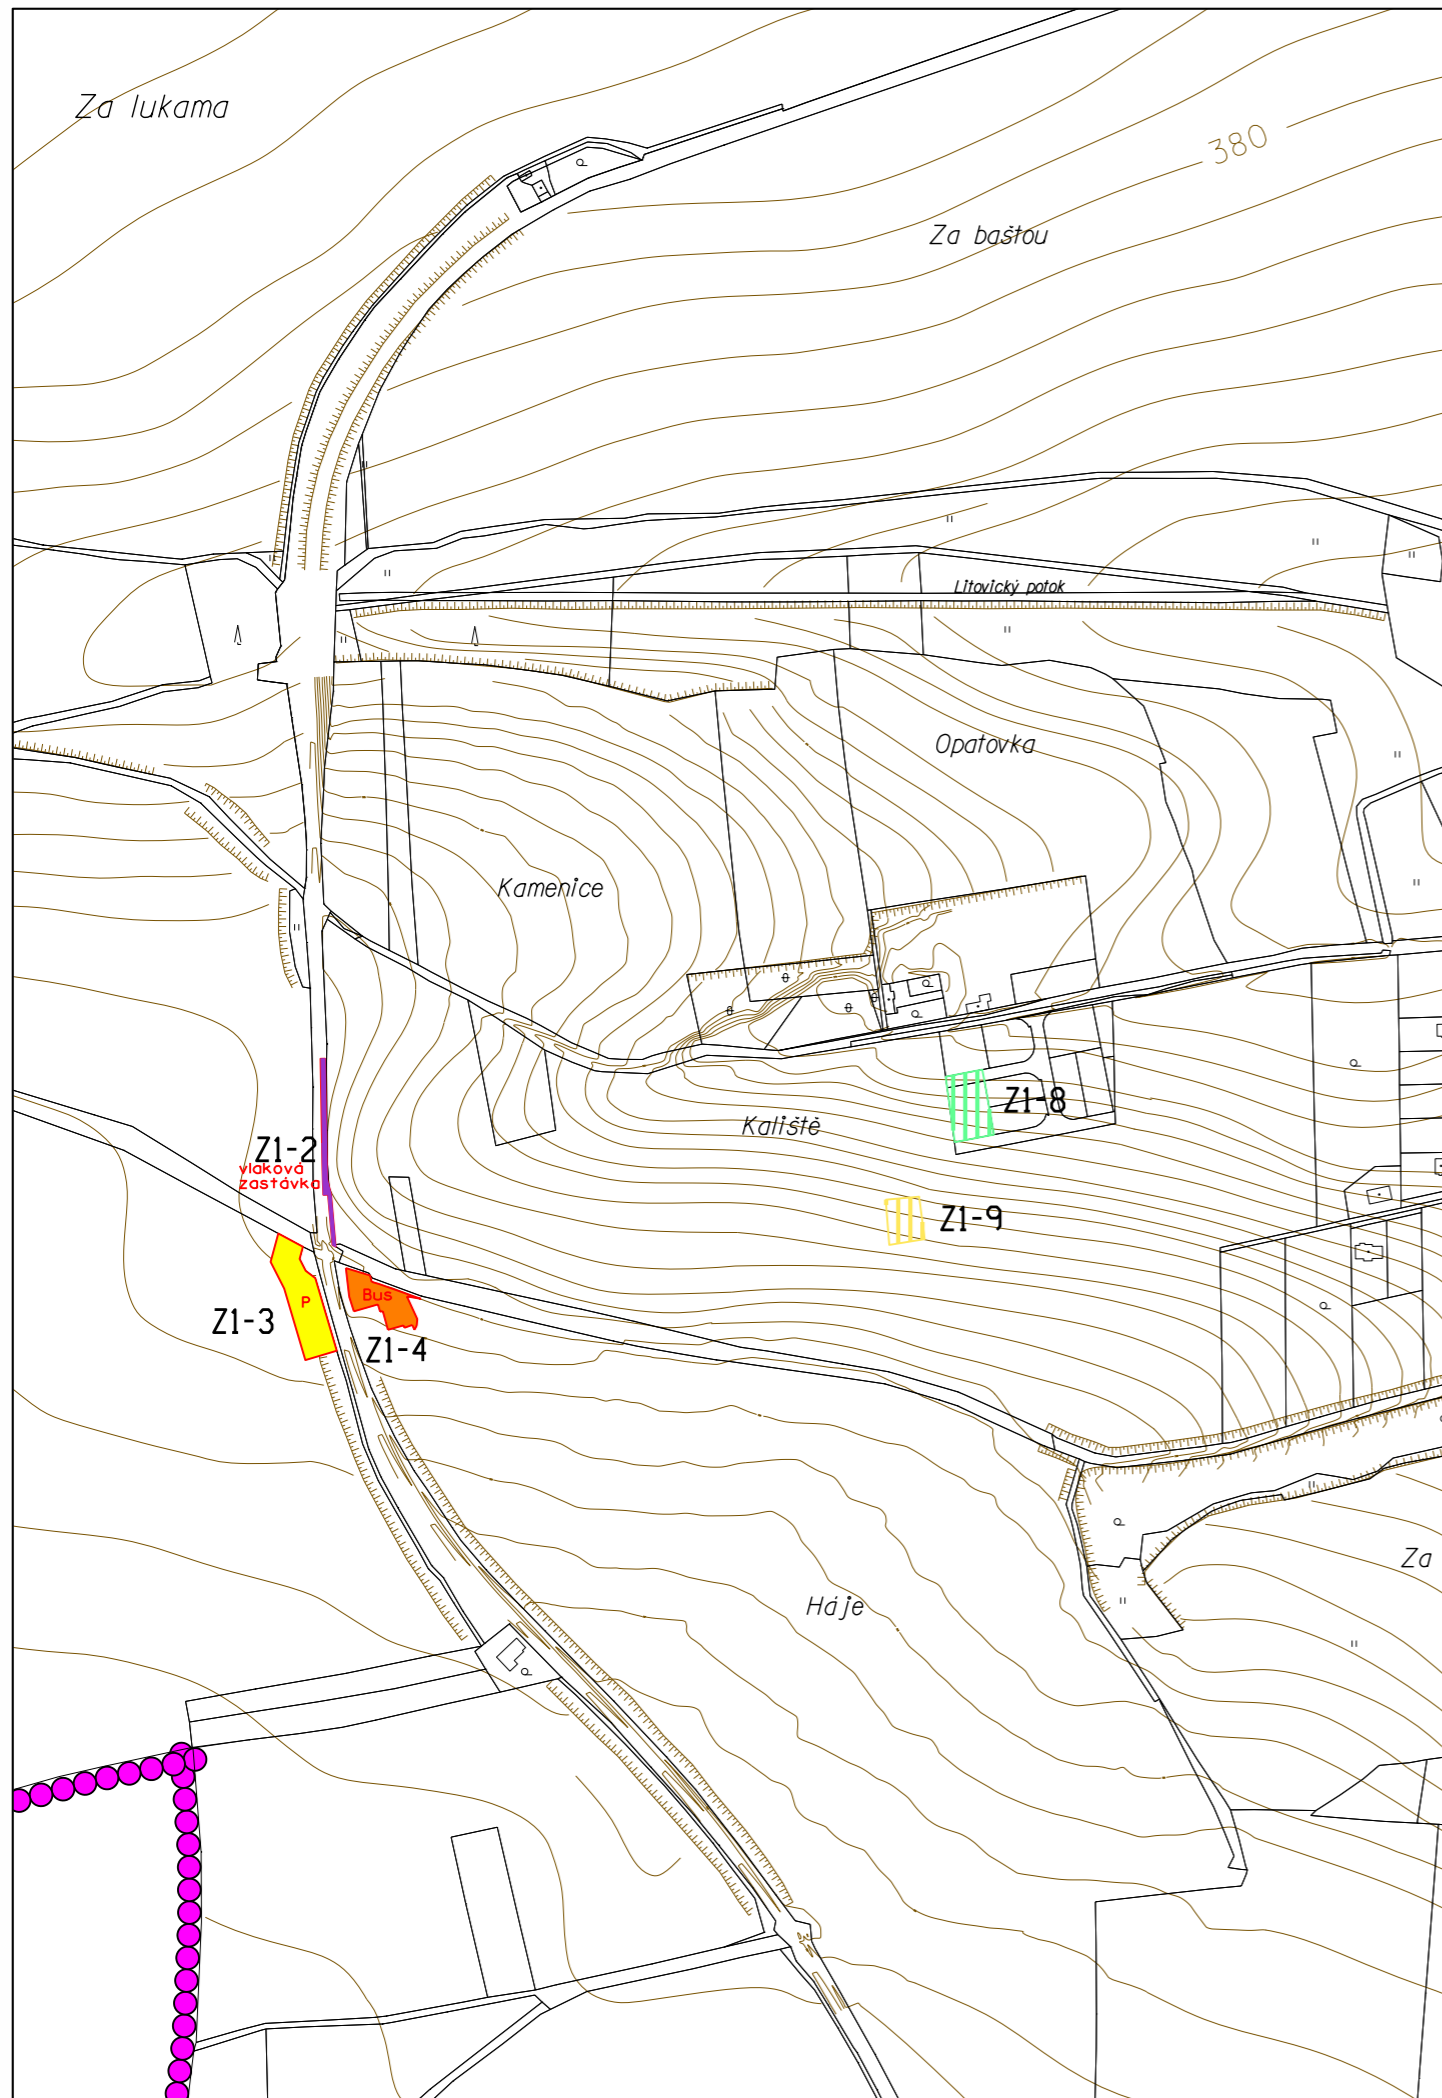 Za lukama
380
Za baštou
Litovický potok
Opatovka
Kamenice
Z1-8
Kaliště
Z1-2
vlaková
zastávka
Z1-9
Bus
P
Z1-3
Z1-4
Za
Háje